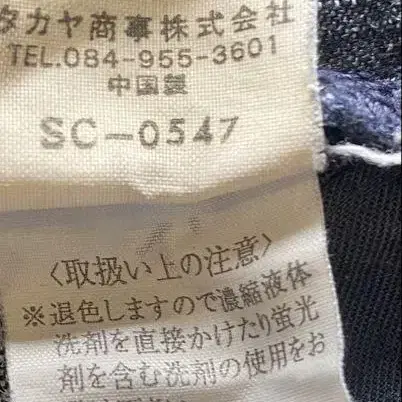 タカヤ商事株式会社
TEL.084-955-3601
中国製
SC-0547
〈取扱い上の注意〉
※退色しますので濃縮液体
洗剤を直接かけたり蛍光
剤を含む洗剤の使用をお